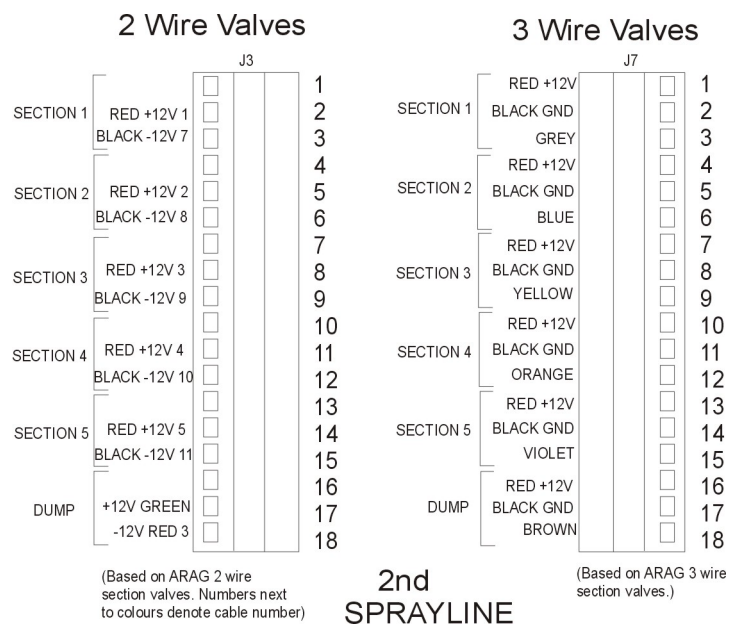 2 Wire Valves
J3
SECTION 1
RED +12V 1
BLACK -12V 7
SECTION 2
RED +12V 2
BLACK -12V 8
SECTION 3
RED +12V 3
BLACK -12V 9
SECTION 4
RED +12V 4
BLACK -12V 10
SECTION 5
RED +12V 5
BLACK -12V 11
DUMP
+12V GREEN
-12V RED 3
1
2
3
4
5
6
7
8
9
10
11
12
13
14
15
16
17
18
(Based on ARAG 2 wire
section valves. Numbers next
to colours denote cable number)
3 Wire Valves
J7
SECTION 1
RED +12V
BLACK GND
GREY
SECTION 2
RED +12V
BLACK GND
BLUE
SECTION 3
RED +12V
BLACK GND
YELLOW
SECTION 4
RED +12V
BLACK GND
ORANGE
SECTION 5
RED +12V
BLACK GND
VIOLET
DUMP
RED +12V
BLACK GND
BROWN
1
2
3
4
5
6
7
8
9
10
11
12
13
14
15
16
17
18
(Based on ARAG 3 wire
section valves.)
2nd
SPRAYLINE